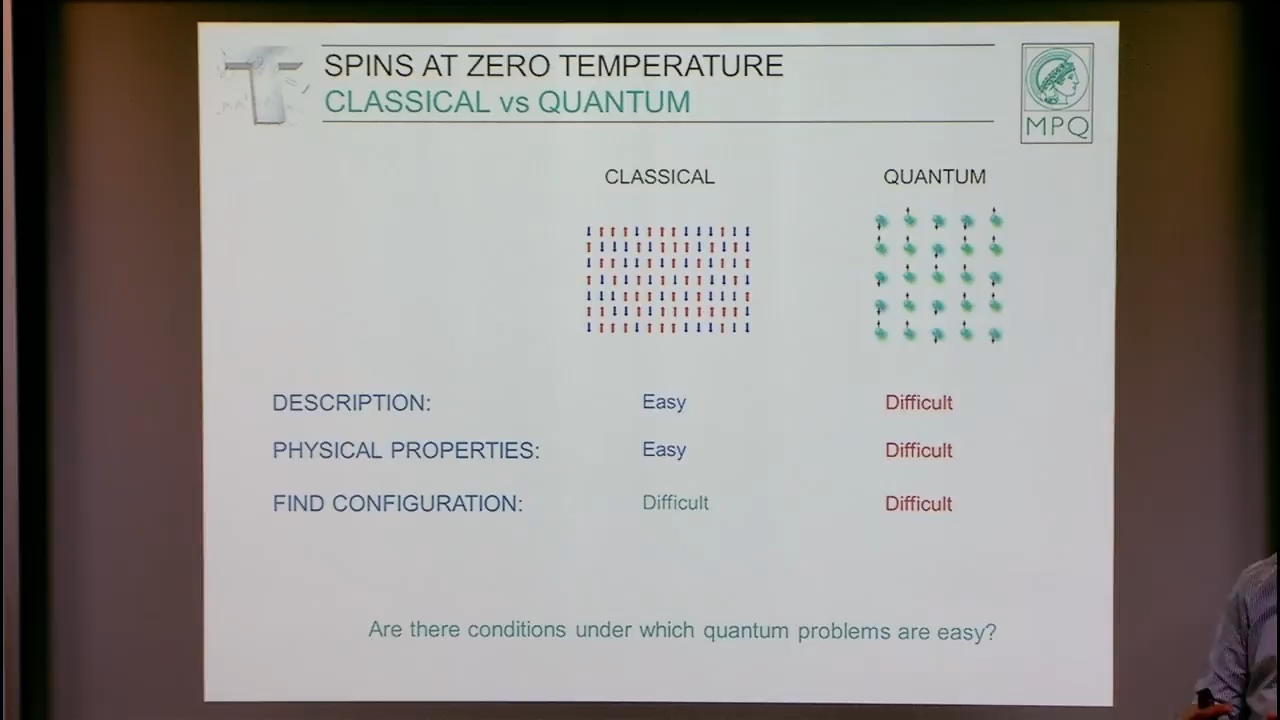 SPINS AT ZERO TEMPERATURE
CLASSICAL vs QUANTUM
MPQ
CLASSICAL QUANTUM
DESCRIPTION: Easy Difficult
PHYSICAL PROPERTIES: Easy Difficult
FIND CONFIGURATION: Difficult Difficult
Are there conditions under which quantum problems are easy?